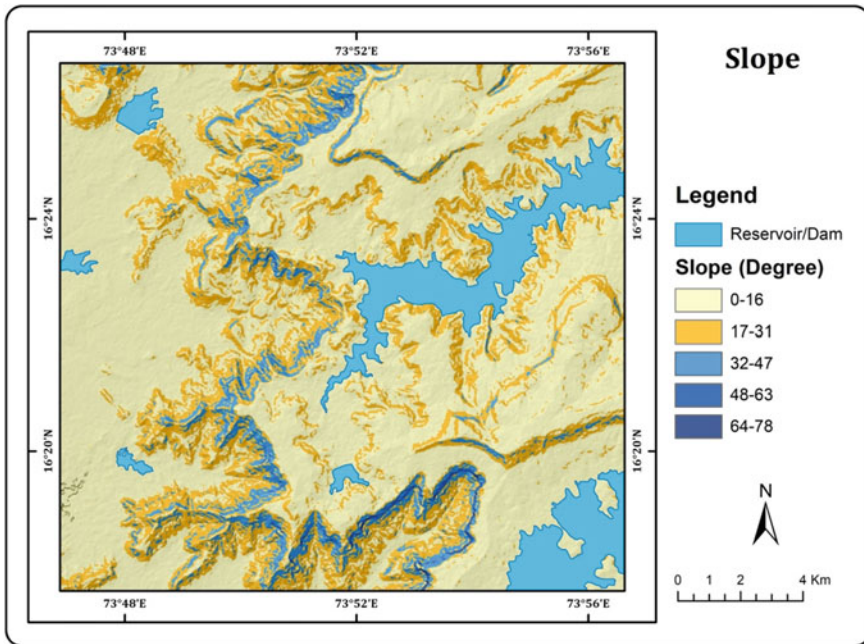 73°48'E 73°52'E 73°56'E
Slope
16°24'N 16°24'N
Legend
Reservoir/Dam
Slope (Degree)
0-16
17-31
32-47
48-63
64-78
16°20'N 16°20'N
N
0 1 2 4 Km
73°48'E 73°52'E 73°56'E